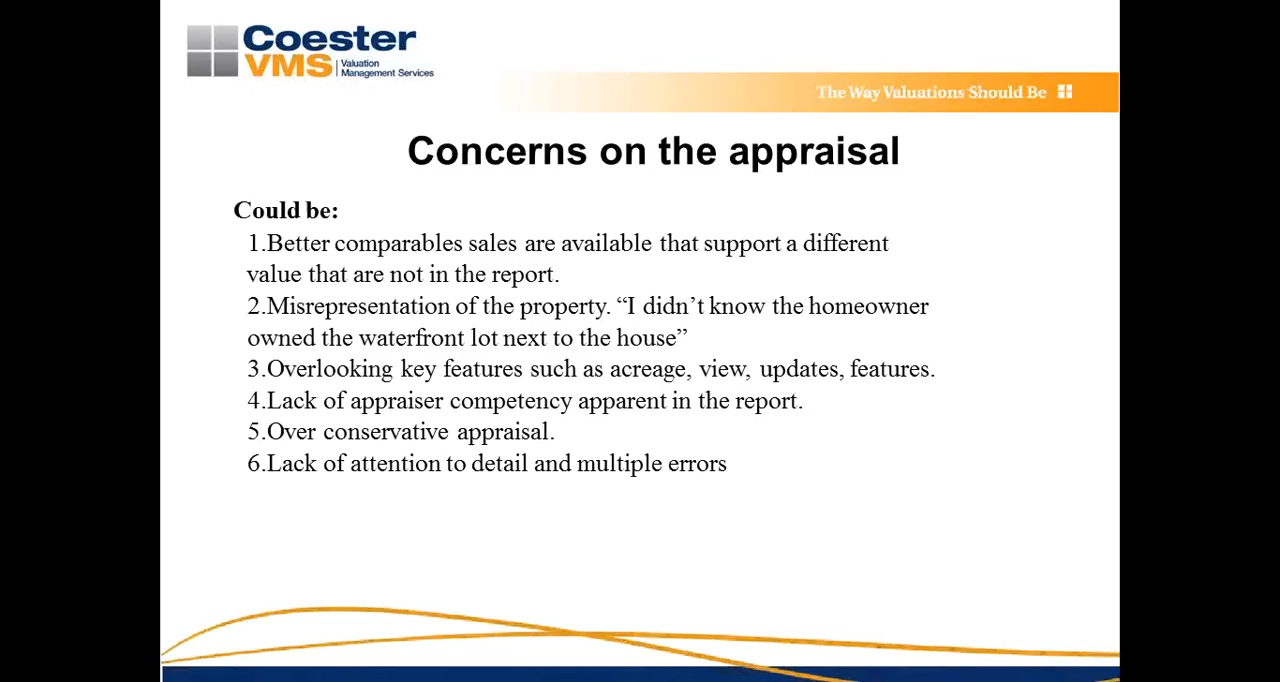 Coester
VMS
Valuation
Management Services
The Way Valuations Should Be
Concerns on the appraisal
Could be:
1.Better comparables sales are available that support a different
value that are not in the report.
2.Misrepresentation of the property. “I didn’t know the homeowner
owned the waterfront lot next to the house”
3.Overlooking key features such as acreage, view, updates, features.
4.Lack of appraiser competency apparent in the report.
5.Over conservative appraisal.
6.Lack of attention to detail and multiple errors